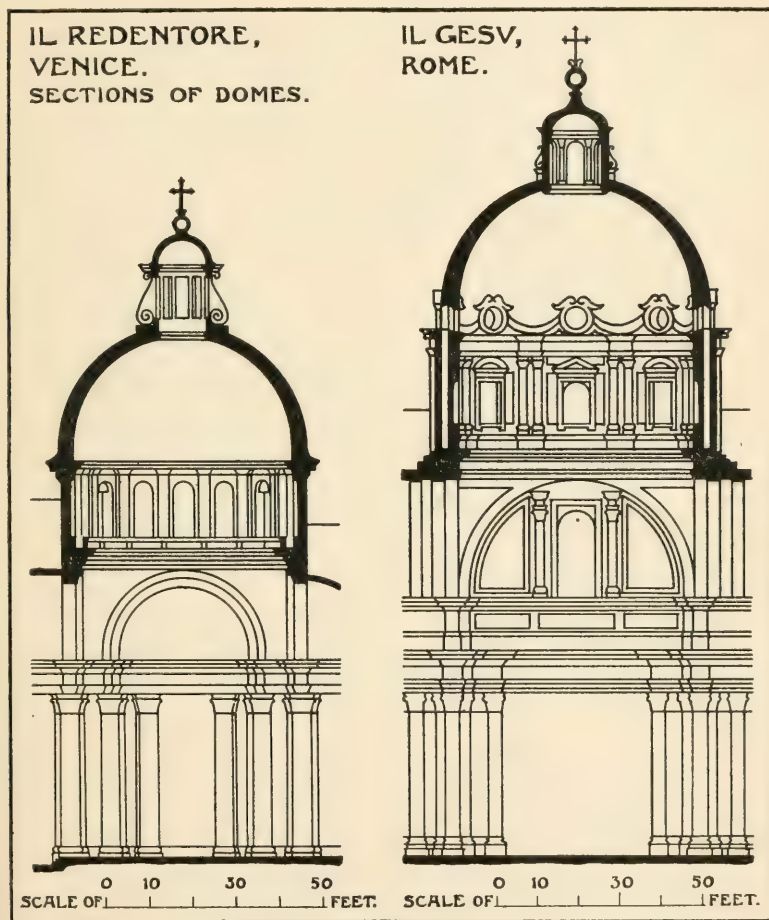 IL REDENTORE,
VENICE.
SECTIONS OF DOMES.
IL GESV,
ROME.
0 10 30 50
SCALE OF FEET.
0 10 30 50
SCALE OF FEET.